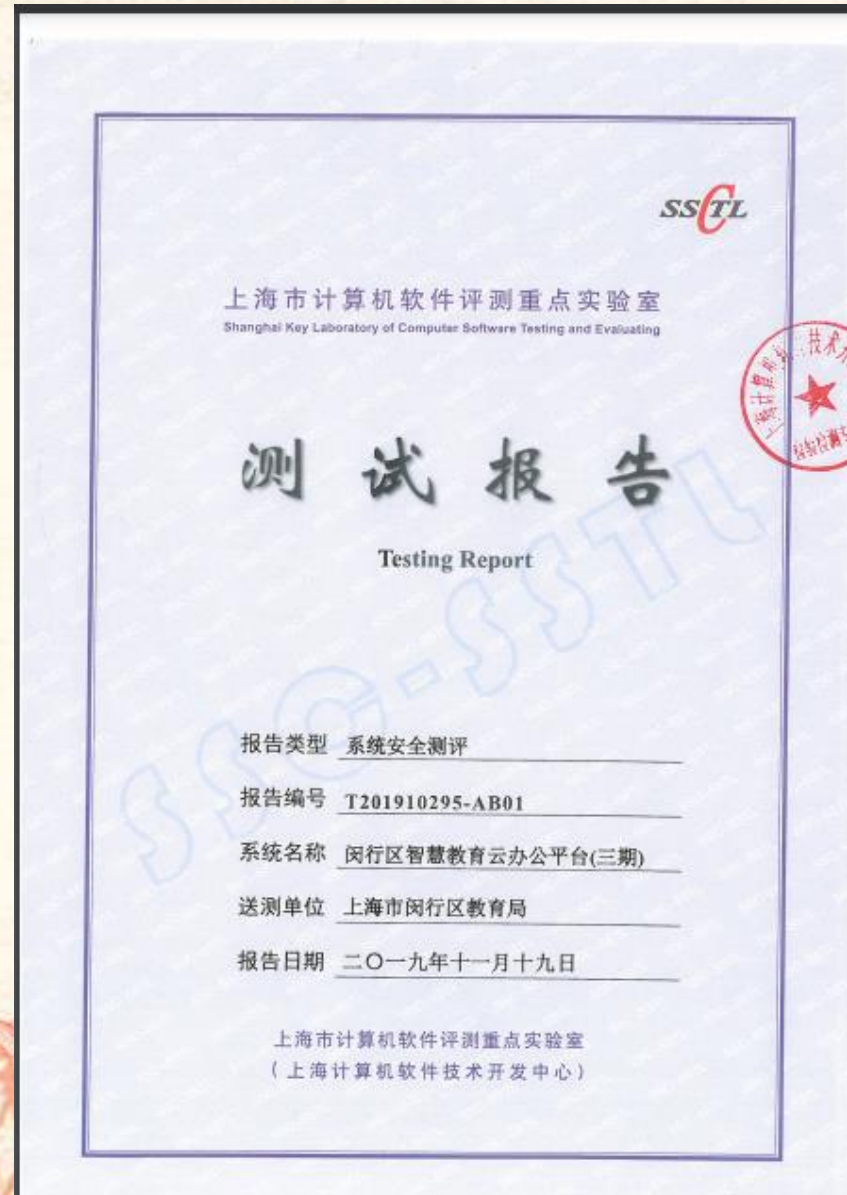 SSCTL
上海市计算机软件评测重点实验室
Shanghai Key Laboratory of Computer Software Testing and Evaluating
测试报告
Testing Report
SSC-SSTL
报告类型 系统安全测评
报告编号 T201910295-AB01
系统名称 闵行区智慧教育云办公平台(三期)
送测单位 上海市闵行区教育局
报告日期 二〇一九年十一月十九日
上海市计算机软件评测重点实验室
(上海计算机软件技术开发中心)